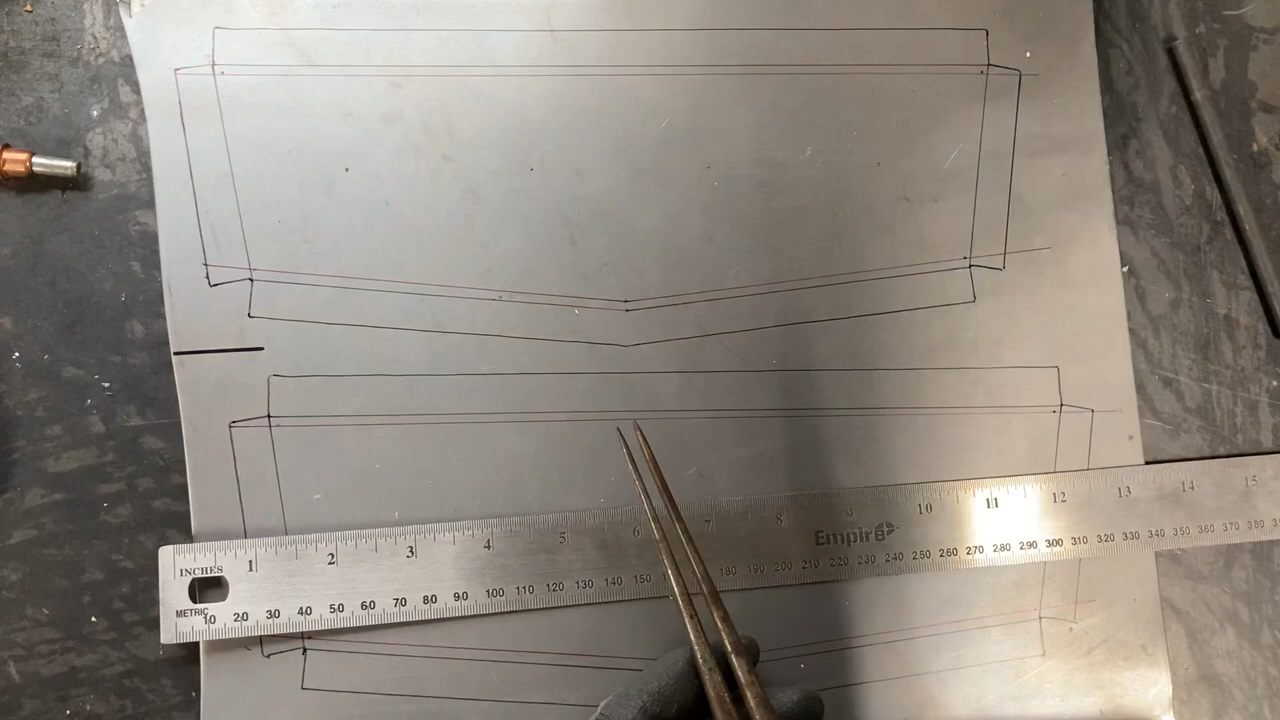 1 2 3 4 5 6 7 8 9 10 11 12 13 14 15
INCHES
Empire
METRIC
10 20 30 40 50 60 70 80 90 100 110 120 130 140 150 180 190 200 210 220 230 240 250 260 270 280 290 300 310 320 330 340 350 360 370 380